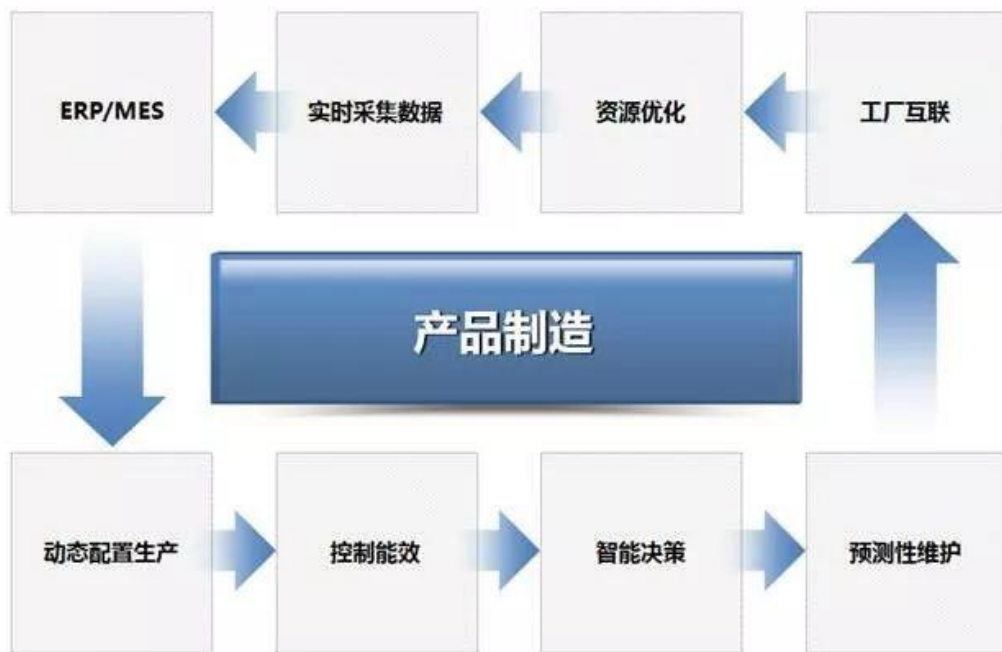 ERP/MES
实时采集数据
资源优化
工厂互联
产品制造
动态配置生产
控制能效
智能决策
预测性维护